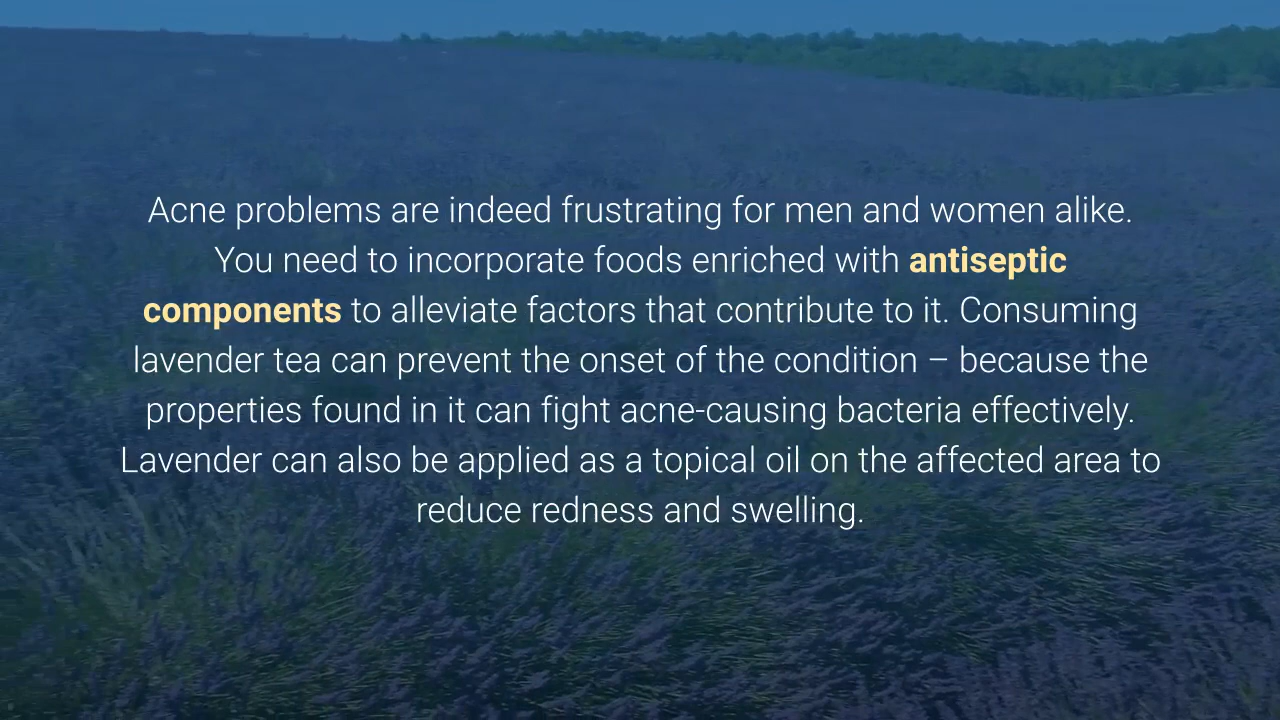 Acne problems are indeed frustrating for men and women alike.
You need to incorporate foods enriched with antiseptic
components to alleviate factors that contribute to it. Consuming
lavender tea can prevent the onset of the condition – because the
properties found in it can fight acne-causing bacteria effectively.
Lavender can also be applied as a topical oil on the affected area to
reduce redness and swelling.